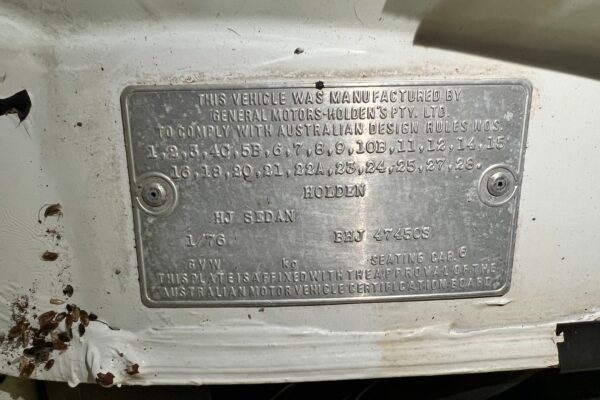 THIS VEHICLE WAS MANUFACTURED BY
GENERAL MOTORS-HOLDEN'S PTY. LTD.
TO COMPLY WITH AUSTRALIAN DESIGN RULES NOS.
1,2,3,4C,5B,6,7,8,9,10B,11,12,14,15
16,18,20,21,22A,23,24,25,27,28.
HOLDEN
HJ SEDAN
1/76 BHJ 47450S
GVW kg SEATING CAP. 6
THIS PLATE IS AFFIXED WITH THE APPROVAL OF THE
AUSTRALIAN MOTOR VEHICLE CERTIFICATION BOARD